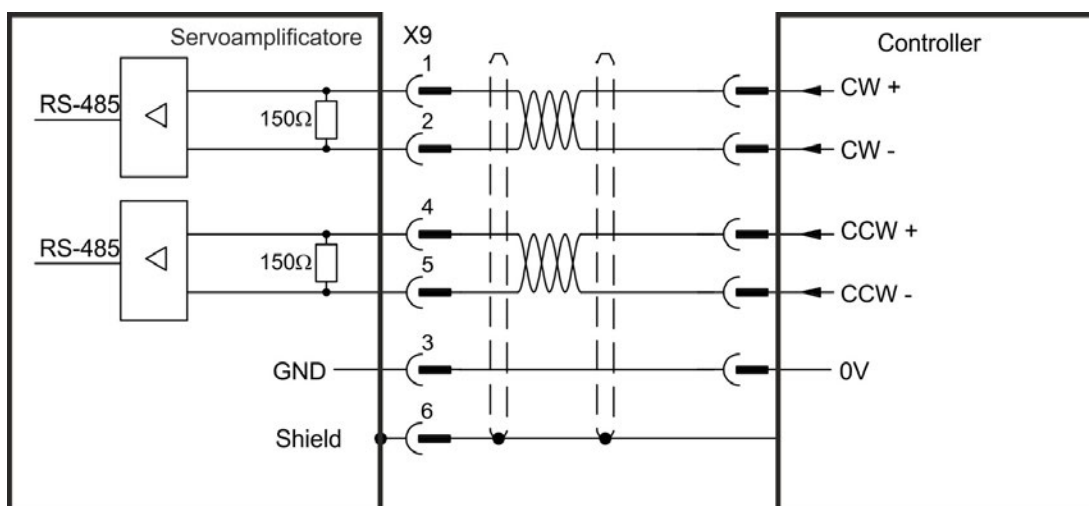 Servoamplificatore X9 Controller
1 CW +
RS-485 150Ω
2 CW -
4 CCW +
RS-485 150Ω
5 CCW -
GND 3 0V
Shield 6